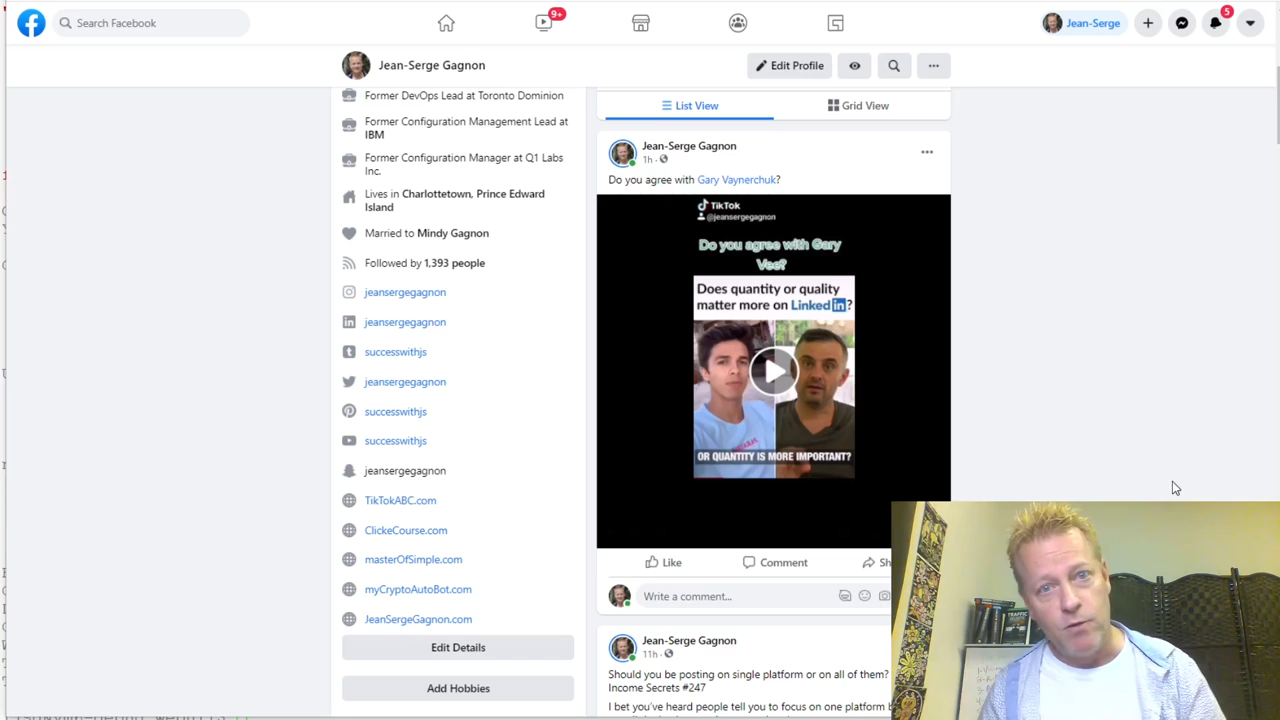 Search Facebook
9+
Jean-Serge
5
Jean-Serge Gagnon
Edit Profile
Former DevOps Lead at Toronto Dominion
Former Configuration Management Lead at
IBM
Former Configuration Manager at Q1 Labs
Inc.
Lives in Charlottetown, Prince Edward
Island
Married to Mindy Gagnon
Followed by 1,393 people
jeansergegagnon
jeansergegagnon
successwithjs
jeansergegagnon
successwithjs
successwithjs
jeansergegagnon
TikTokABC.com
ClickeCourse.com
masterOfSimple.com
myCryptoAutoBot.com
JeanSergeGagnon.com
Edit Details
Add Hobbies
List View
Grid View
Jean-Serge Gagnon
1h ·
Do you agree with Gary Vaynerchuk?
TikTok
@jeansergegagnon
Do you agree with Gary
Vee?
Does quantity or quality
matter more on Linked in?
OR QUANTITY IS MORE IMPORTANT?
Like
Comment
Sh
Write a comment...
Jean-Serge Gagnon
11h ·
Should you be posting on single platform or on all of them?
Income Secrets #247
I bet you've heard people tell you to focus on one platform b
TRAFFIC